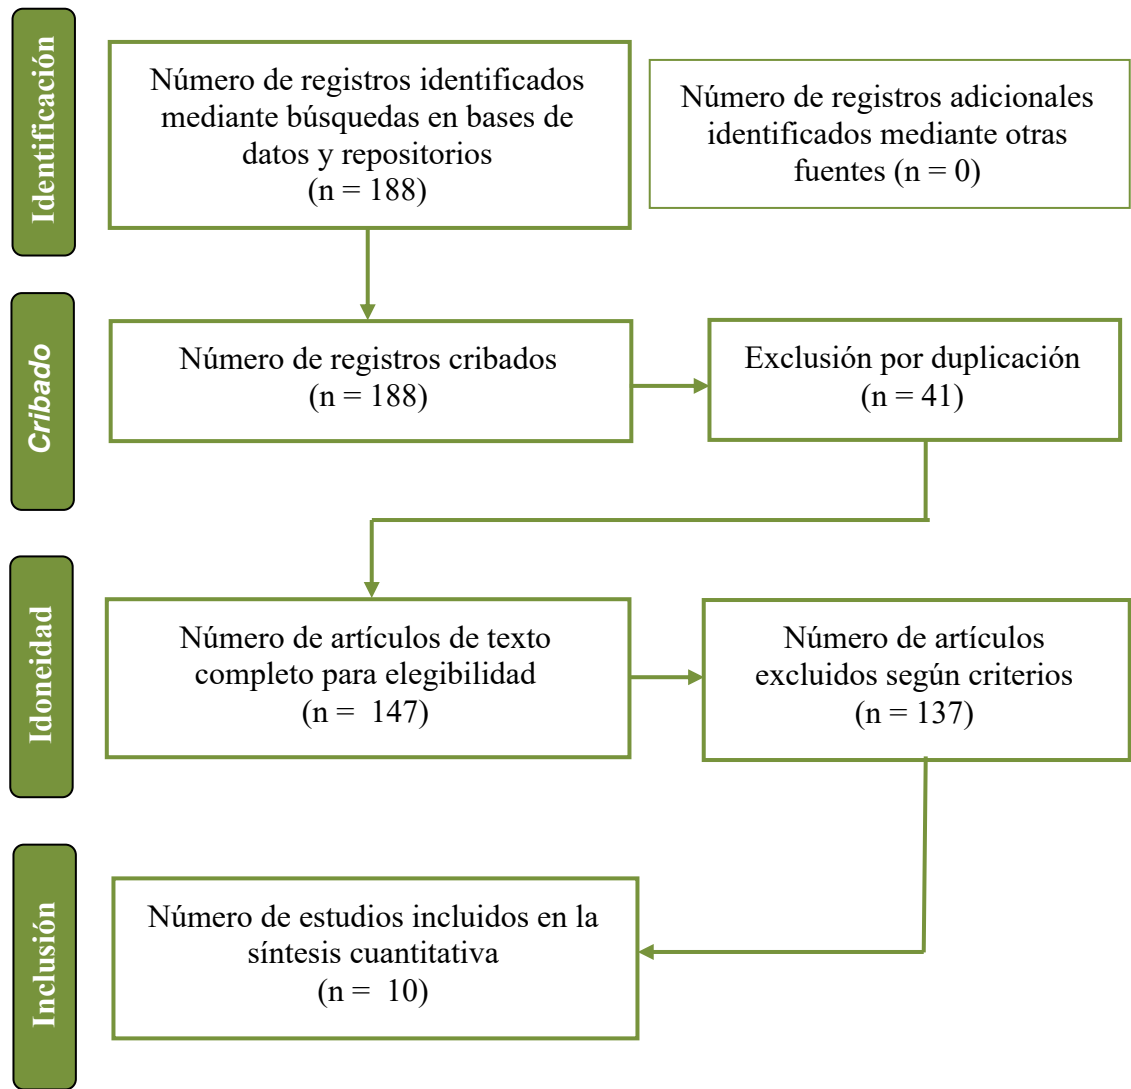 Identificación
Número de registros identificados
mediante búsquedas en bases de
datos y repositorios
(n = 188)
Número de registros adicionales
identificados mediante otras
fuentes (n = 0)
Cribado
Número de registros cribados
(n = 188)
Exclusión por duplicación
(n = 41)
Idoneidad
Número de artículos de texto
completo para elegibilidad
(n =  147)
Número de artículos
excluidos según criterios
(n = 137)
Inclusión
Número de estudios incluidos en la
síntesis cuantitativa
(n =  10)